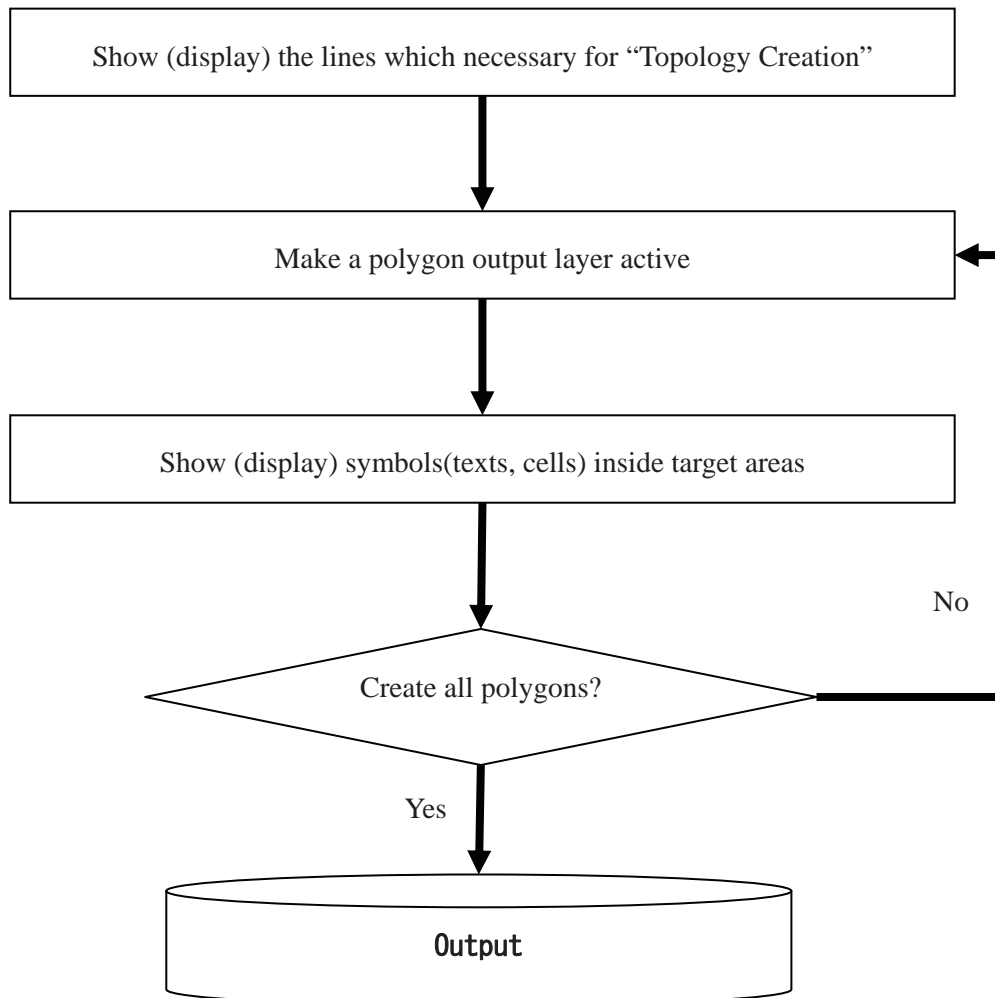 Show (display) the lines which necessary for “Topology Creation”
Make a polygon output layer active
Show (display) symbols(texts, cells) inside target areas
No
Create all polygons?
Yes
Output